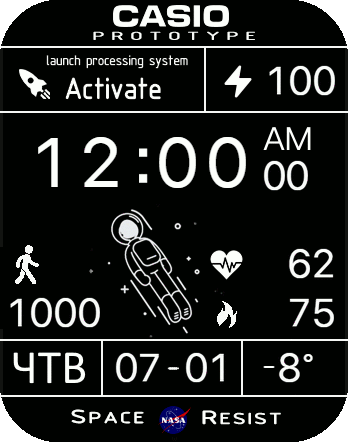 CASIO
PROTOTYPE
launch processing system
Activate
100
12:00
AM
00
62
1000
75
ЧТВ
07-01
-8°
SPACE NASA RESIST